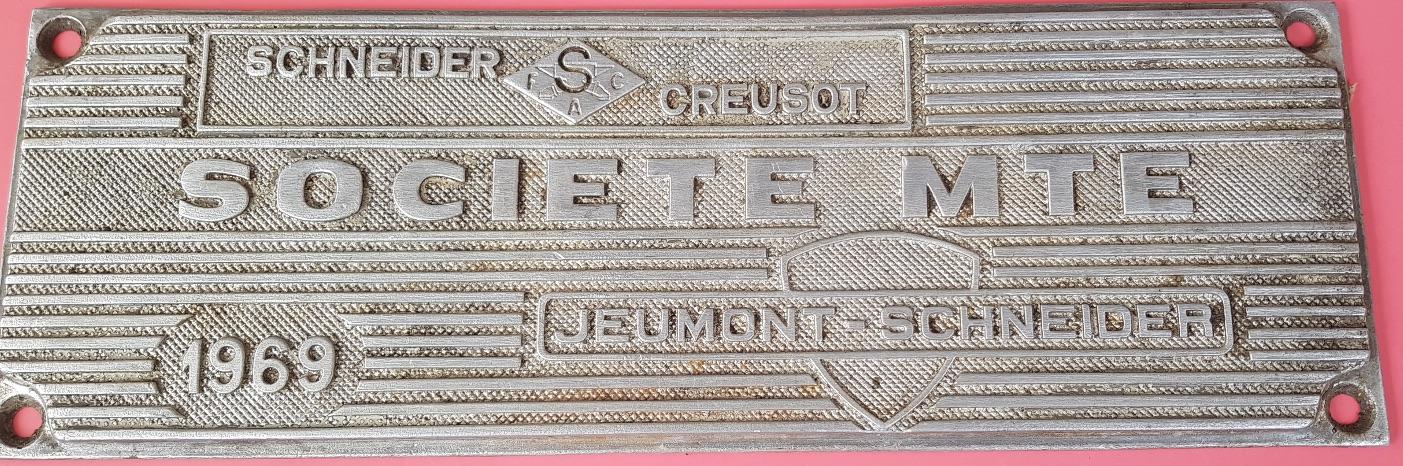 SCHNEIDER S F A C CREUSOT
SOCIETE MTE
JEUMONT-SCHNEIDER
1969